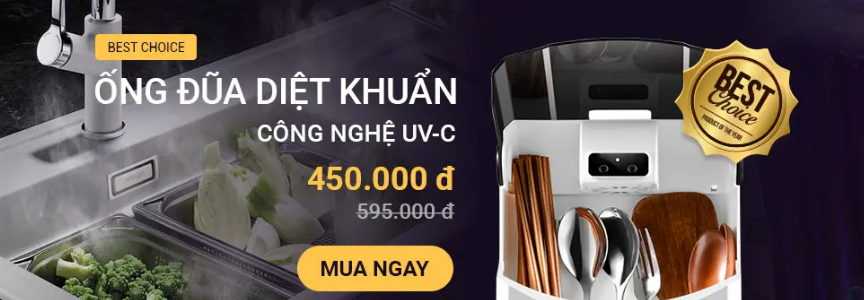 BEST CHOICE
ỐNG ĐŨA DIỆT KHUẨN
CÔNG NGHỆ UV-C
450.000 đ
595.000 đ
MUA NGAY
BEST
Choice
PRODUCT OF THE YEAR